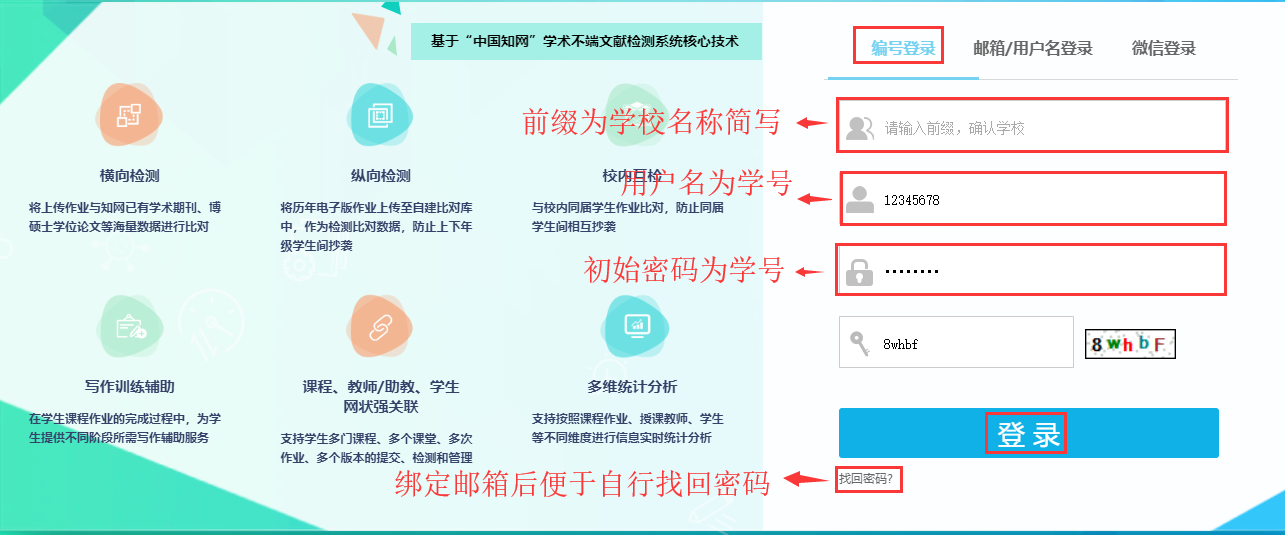 基于“中国知网”学术不端文献检测系统核心技术
横向检测
将上传作业与知网已有学术期刊、博
硕士学位论文等海量数据进行比对
纵向检测
将历年电子版作业上传至自建比对库
中，作为检测比对数据，防止上下年
级学生间抄袭
校内互检
与校内同届学生作业比对，防止同届
学生间相互抄袭
写作训练辅助
在学生课程作业的完成过程中，为学
生提供不同阶段所需写作辅助服务
课程、教师/助教、学生
网状强关联
支持学生多门课程、多个课堂、多次
作业、多个版本的提交、检测和管理
多维统计分析
支持按照课程作业、授课教师、学生
等不同维度进行信息实时统计分析
编号登录 邮箱/用户名登录 微信登录
前缀为学校名称简写
请输入前缀，确认学校
用户名为学号
12345678
初始密码为学号
••••••••
8whbf
8whbF
登录
绑定邮箱后便于自行找回密码
找回密码?